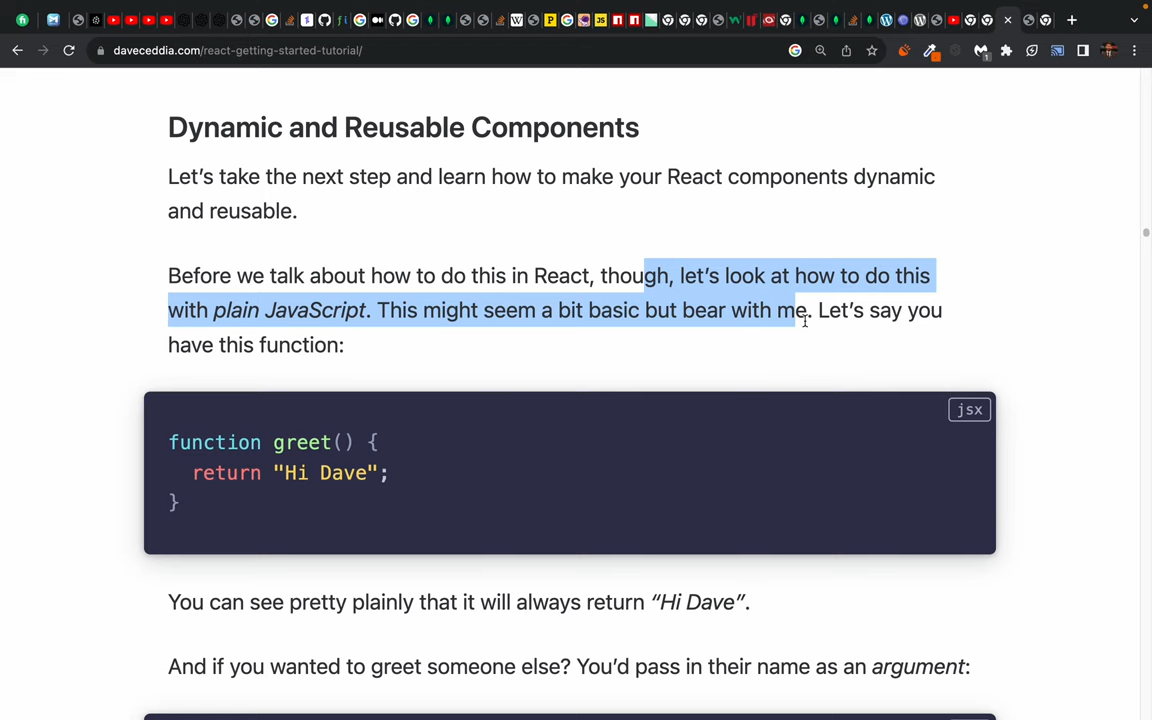 daveceddia.com/react-getting-started-tutorial/
Dynamic and Reusable Components
Let’s take the next step and learn how to make your React components dynamic
and reusable.
Before we talk about how to do this in React, though, let’s look at how to do this
with plain JavaScript. This might seem a bit basic but bear with me. Let’s say you
have this function:
jsx
function greet() {
return "Hi Dave";
}
You can see pretty plainly that it will always return “Hi Dave”.
And if you wanted to greet someone else? You’d pass in their name as an argument: